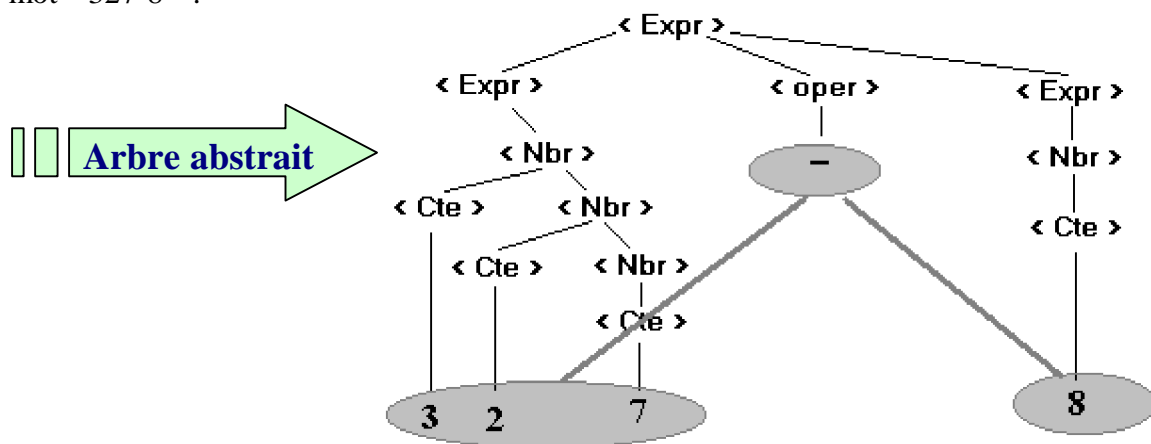 mot « 327-8 » :
< Expr >
< Expr > < oper > < Expr >
Arbre abstrait
< Nbr > – < Nbr >
< Cte > < Nbr > < Cte >
< Cte > < Nbr >
< Cte >
3 2 7 8